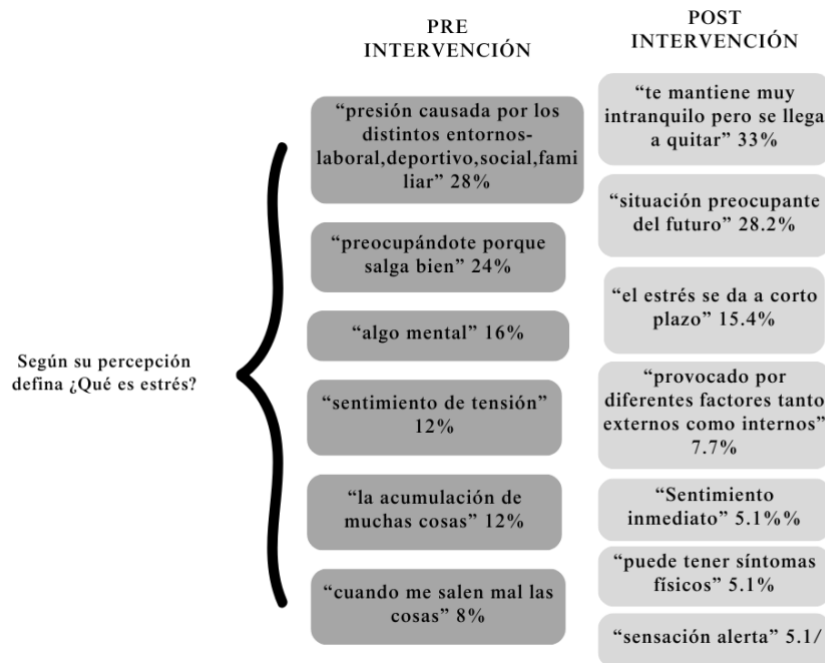 PRE
INTERVENCIÓN
POST
INTERVENCIÓN
Según su percepción
defina ¿Qué es estrés?
“presión causada por los
distintos entornos-
laboral,deportivo,social,fami
liar” 28%
“preocupándote porque
salga bien” 24%
“algo mental” 16%
“sentimiento de tensión”
12%
“la acumulación de
muchas cosas” 12%
“cuando me salen mal las
cosas” 8%
“te mantiene muy
intranquilo pero se llega
a quitar” 33%
“situación preocupante
del futuro” 28.2%
“el estrés se da a corto
plazo” 15.4%
“provocado por
diferentes factores tanto
externos como internos”
7.7%
“Sentimiento
inmediato” 5.1%%
“puede tener síntomas
físicos” 5.1%
“sensación alerta” 5.1/